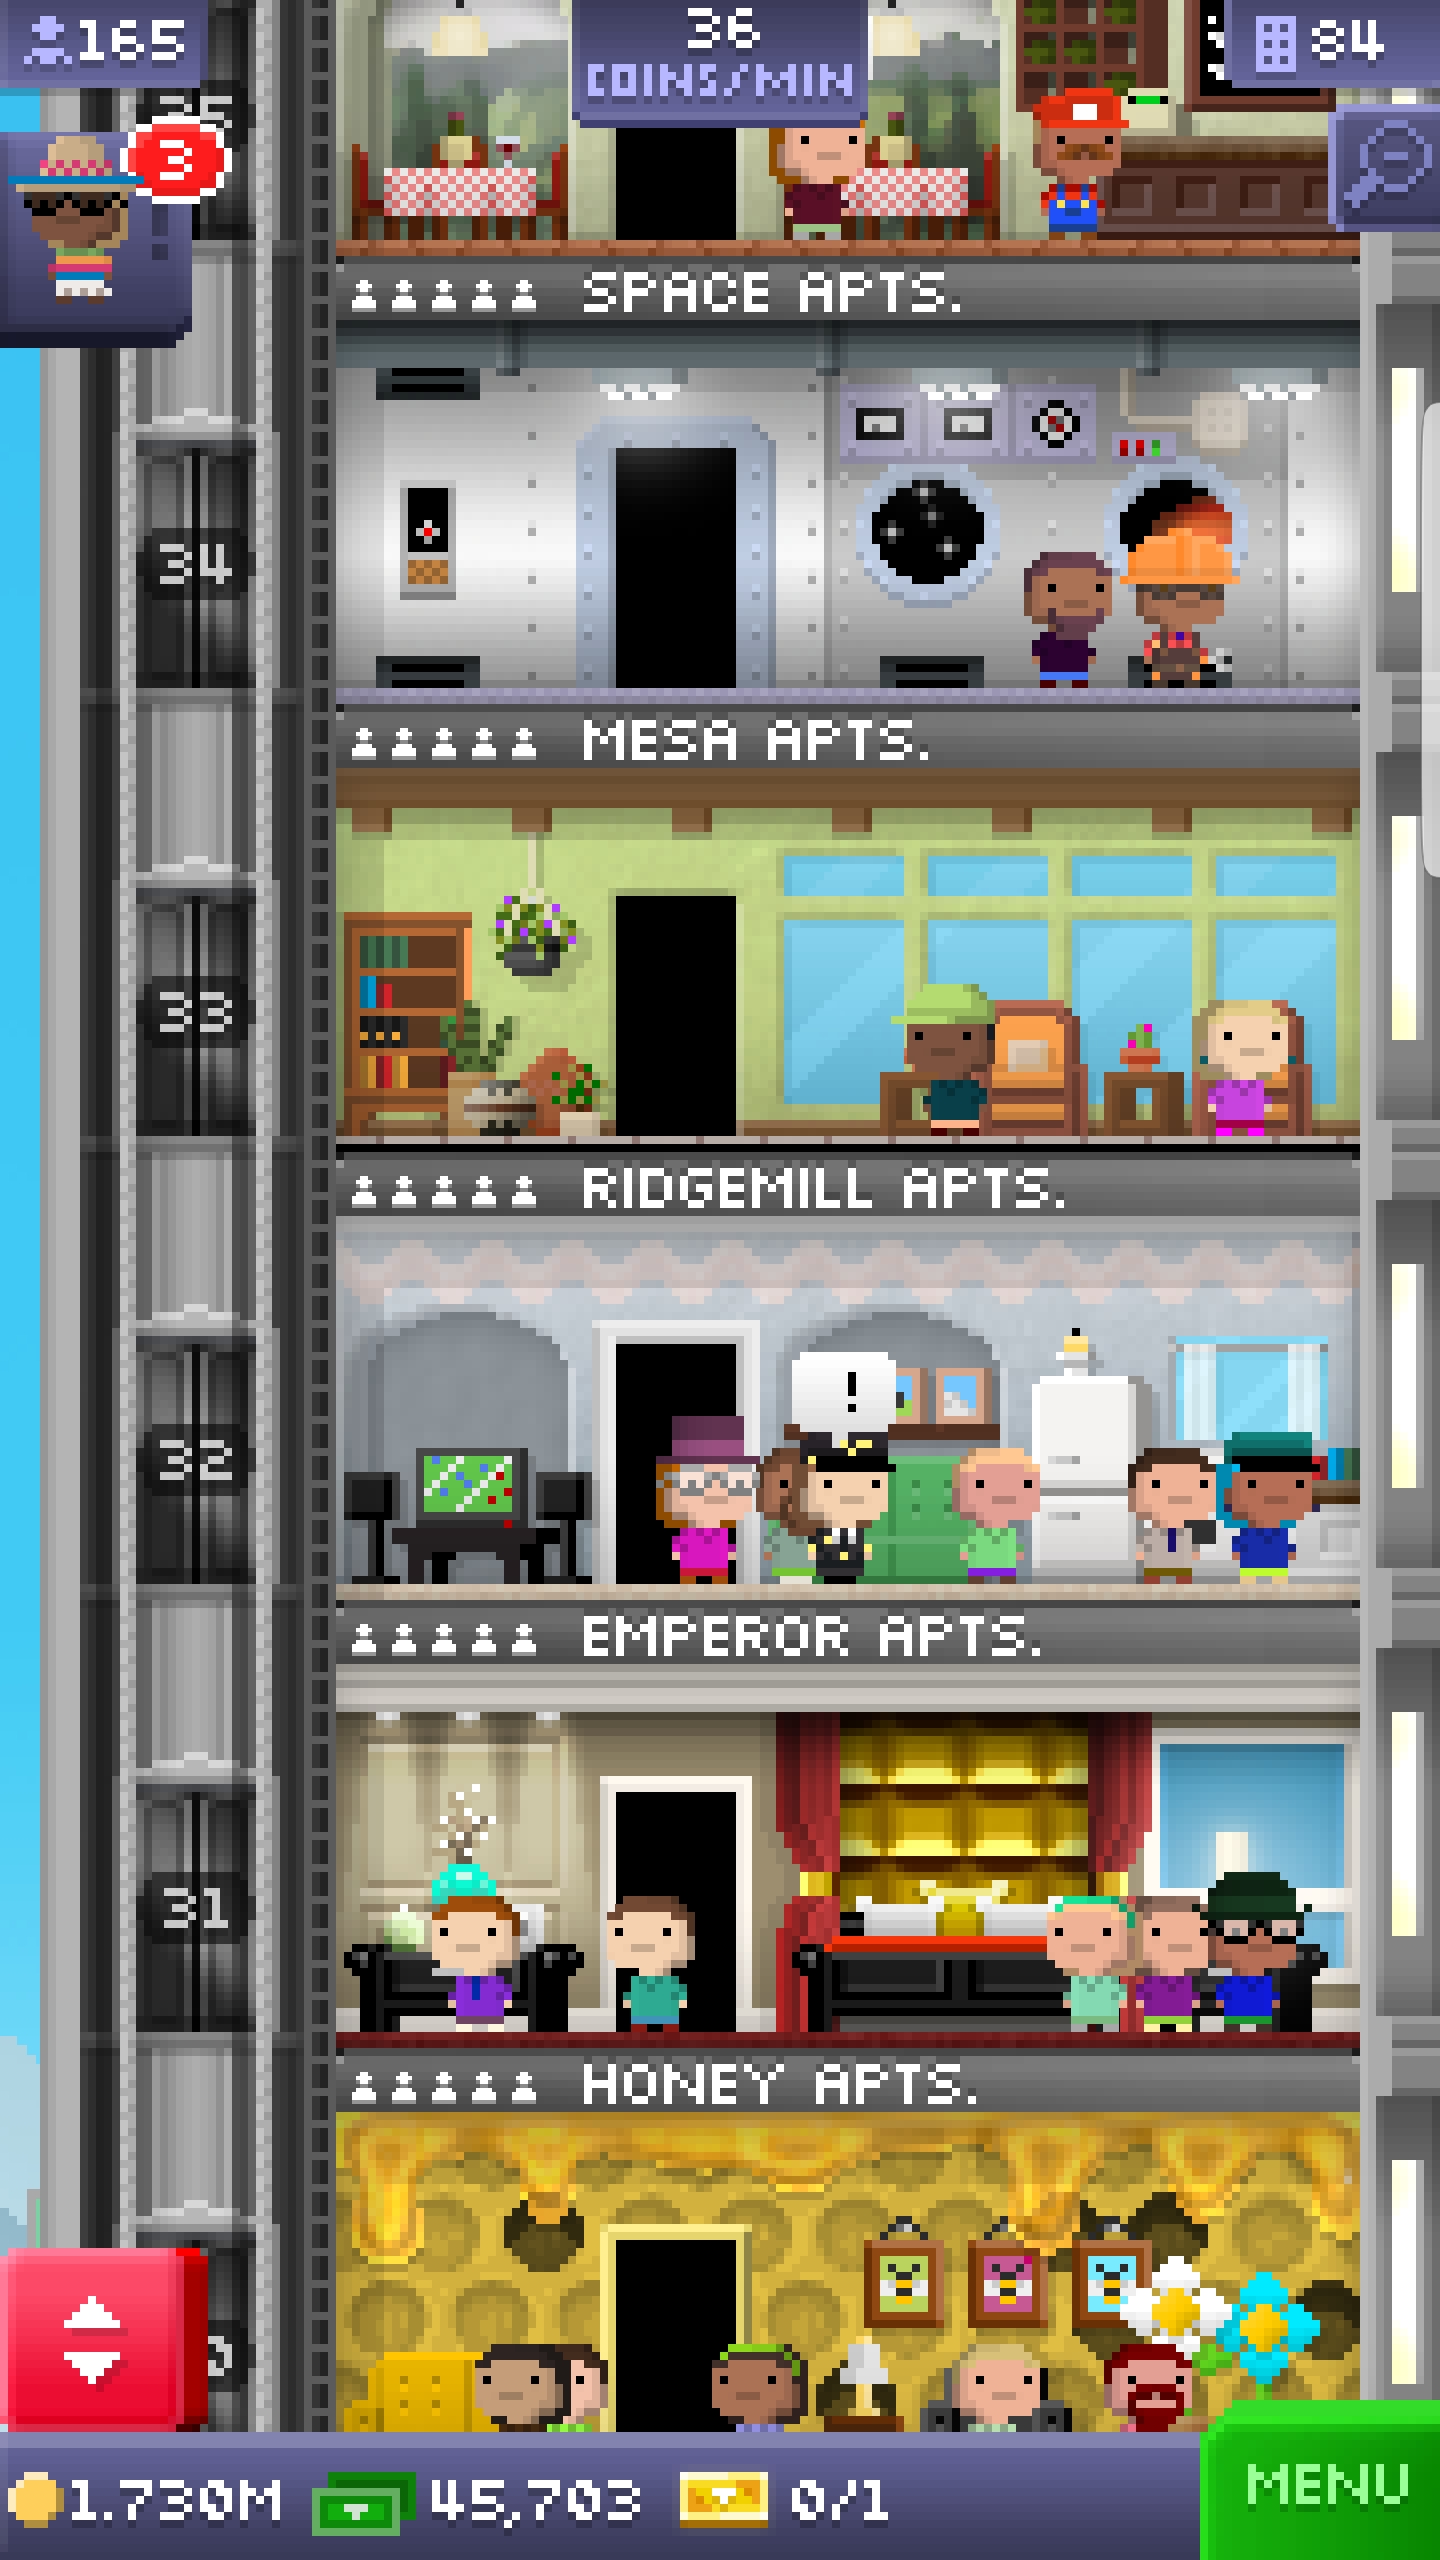 165
36
COINS/MIN
84
35
3
SPACE APTS.
34
MESA APTS.
33
RIDGEMILL APTS.
!
32
EMPEROR APTS.
31
HONEY APTS.
1.730M
45,703
0/1
MENU